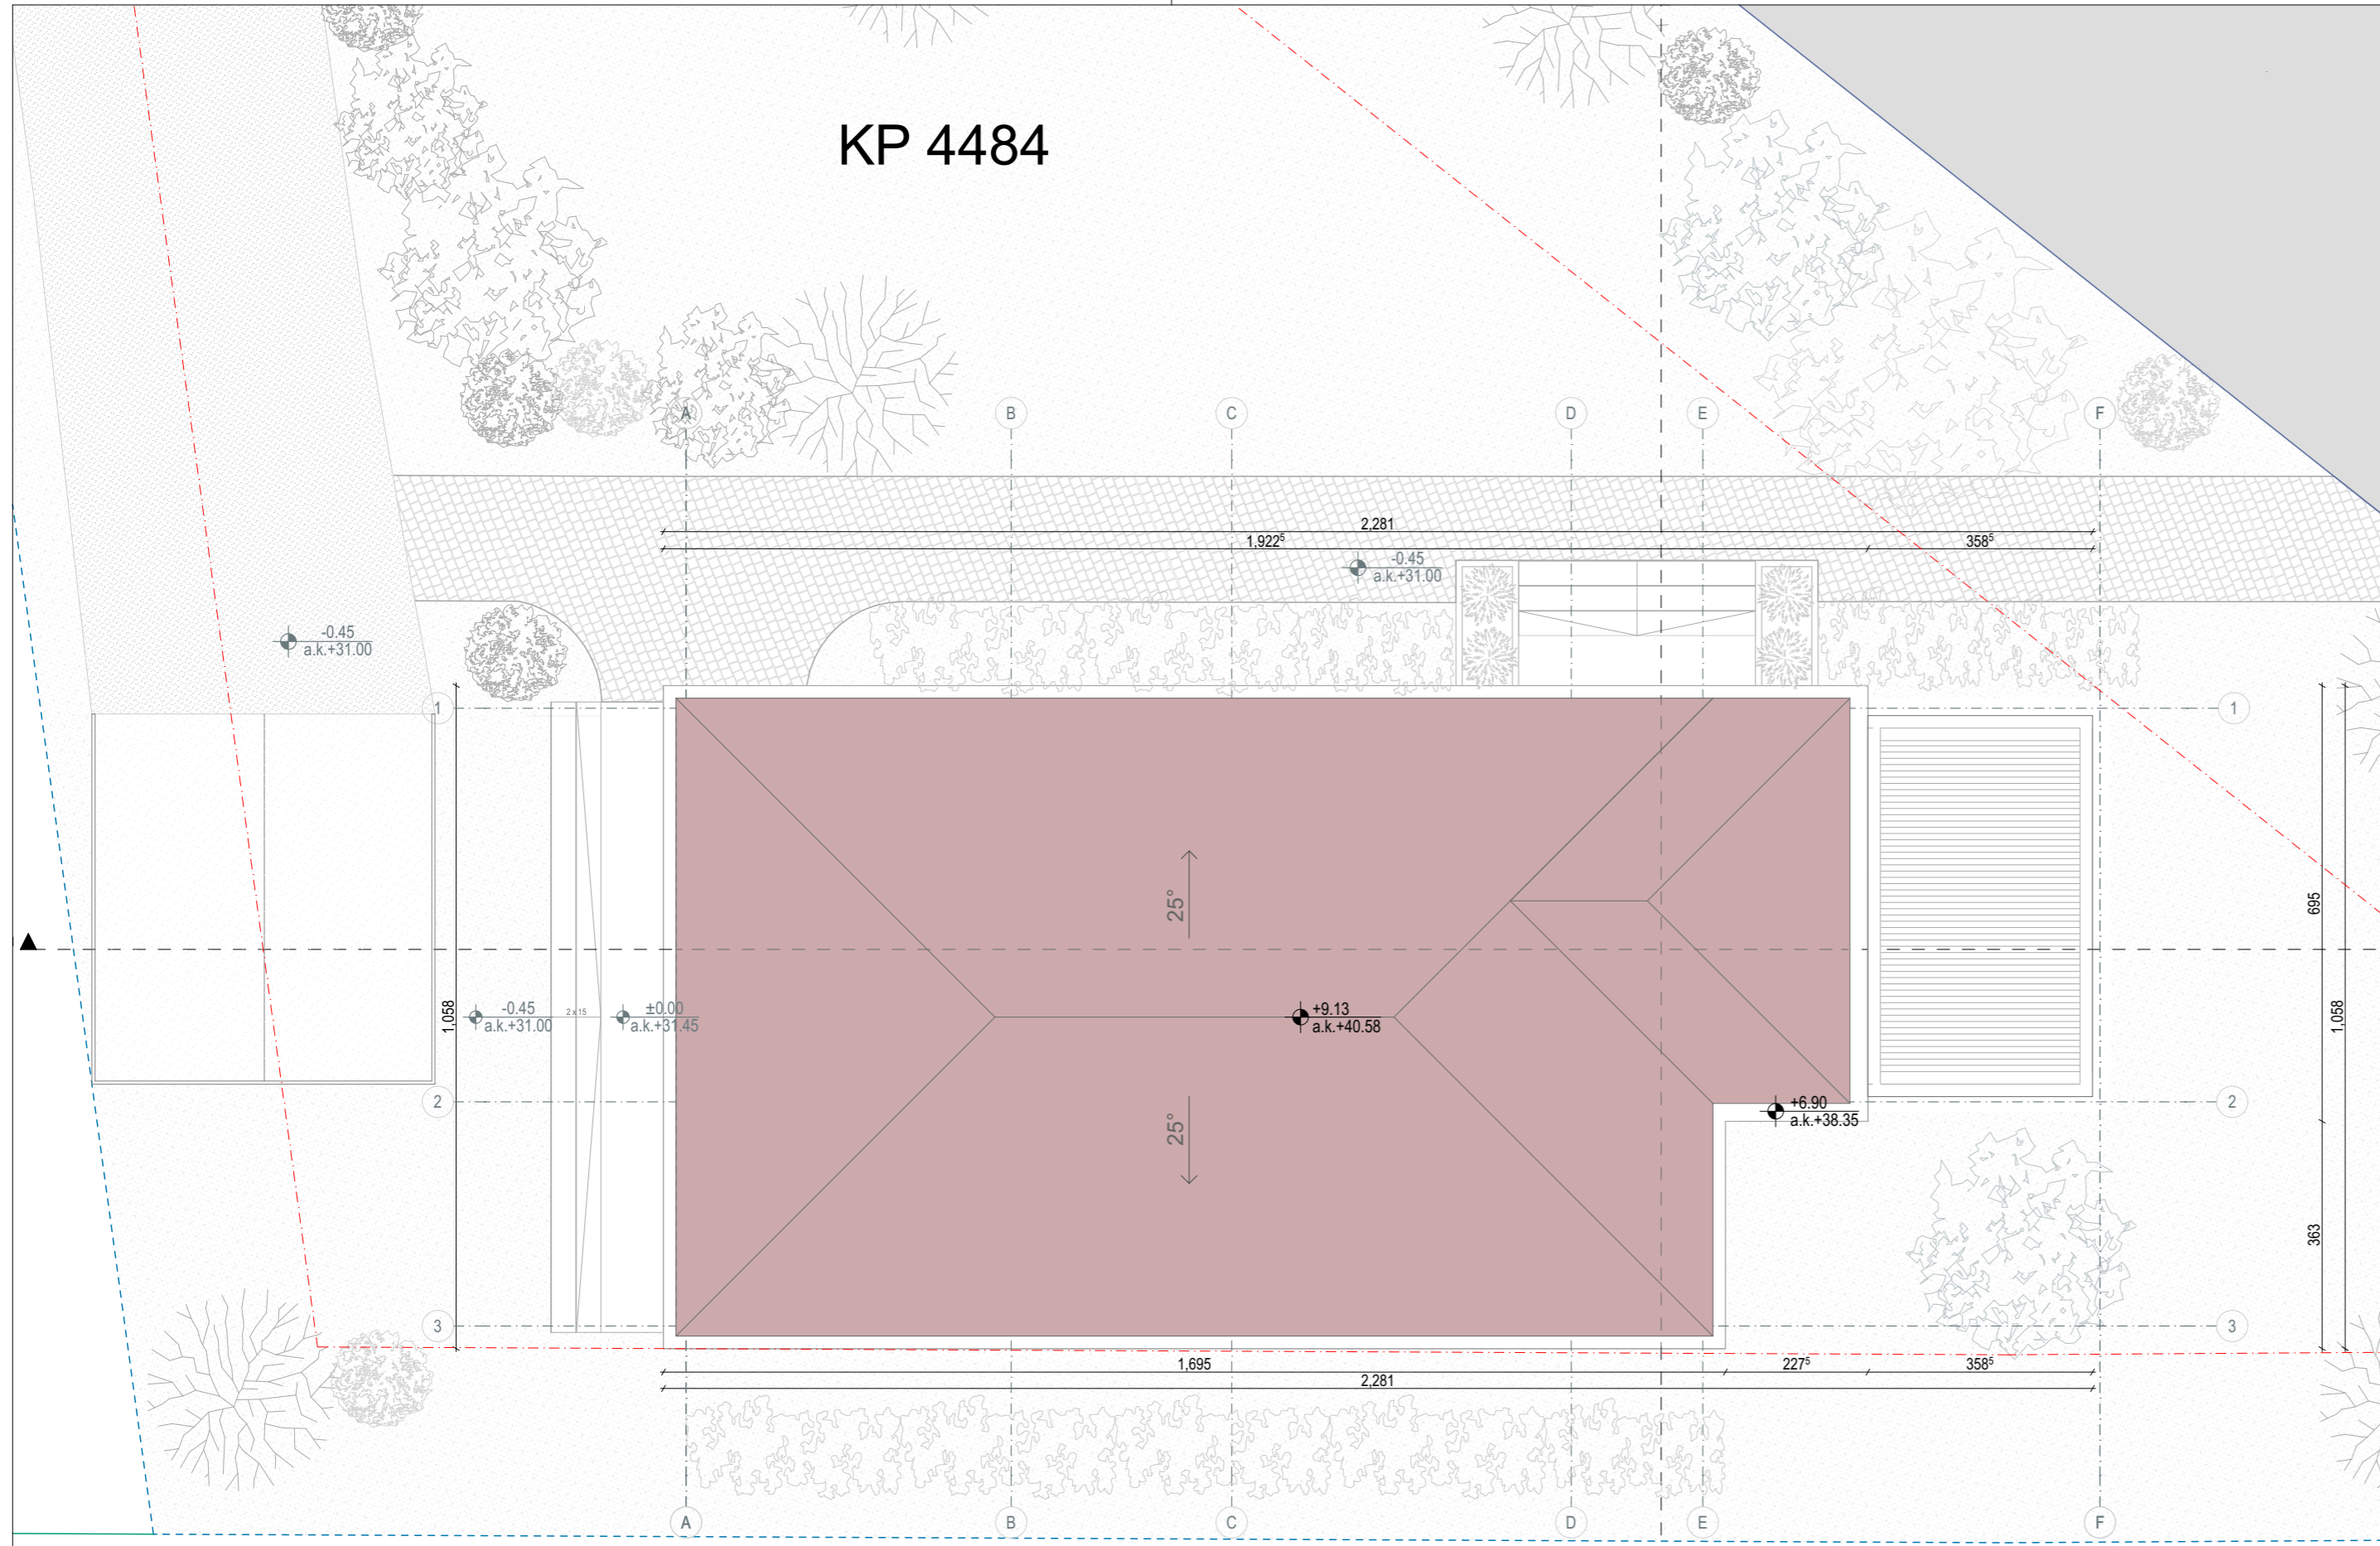 KP 4484
A
B
C
D
E
F
2,281
1,922⁵
358⁵
-0.45
a.k.+31.00
-0.45
a.k.+31.00
1
1
695
25°
1,058
-0.45
a.k.+31.00
2 x 15
±0.00
a.k.+31.45
+9.13
a.k.+40.58
1,058
25°
2
+6.90
a.k.+38.35
2
363
3
3
1,695
227⁵
358⁵
2,281
A
B
C
D
E
F